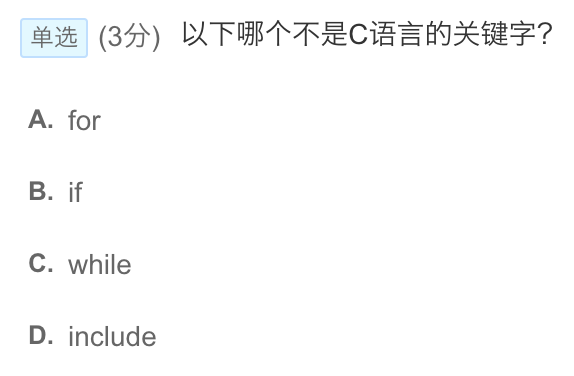 单选 (3分) 以下哪个不是C语言的关键字?
A. for
B. if
C. while
D. include